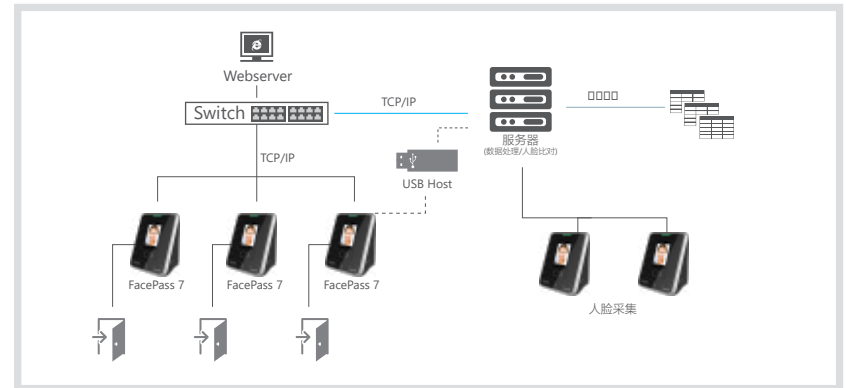 Webserver
Switch
TCP/IP
服务器
(数据处理/人脸比对)
TCP/IP
USB Host
FacePass 7
FacePass 7
FacePass 7
人脸采集